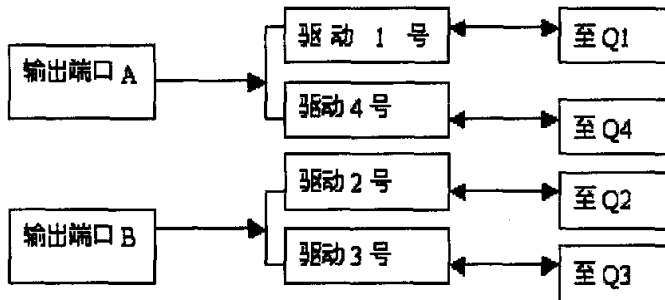 驱动 1 号
至 Q1
输出端口 A
驱动 4 号
至 Q4
驱动 2 号
至 Q2
输出端口 B
驱动 3 号
至 Q3